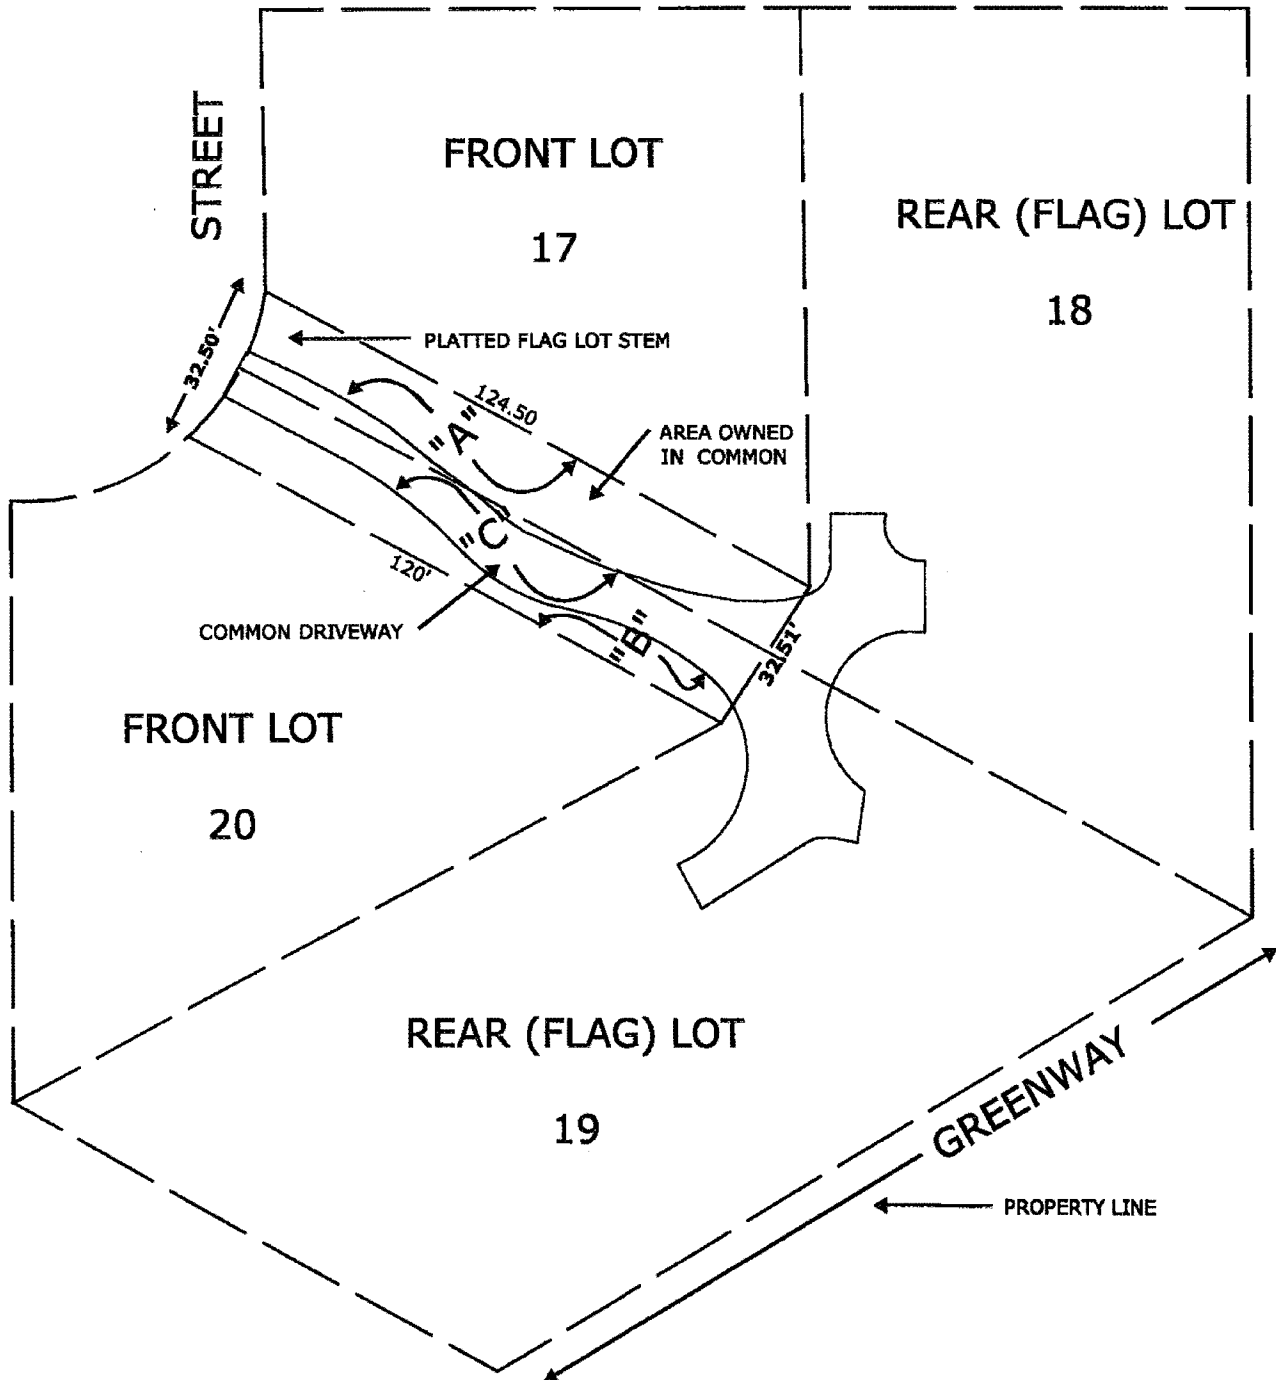 STREET
FRONT LOT
17
REAR (FLAG) LOT
18
32.50'
PLATTED FLAG LOT STEM
124.50
"A"
AREA OWNED
IN COMMON
"C"
120'
COMMON DRIVEWAY
"B"
32.51'
FRONT LOT
20
REAR (FLAG) LOT
19
GREENWAY
PROPERTY LINE